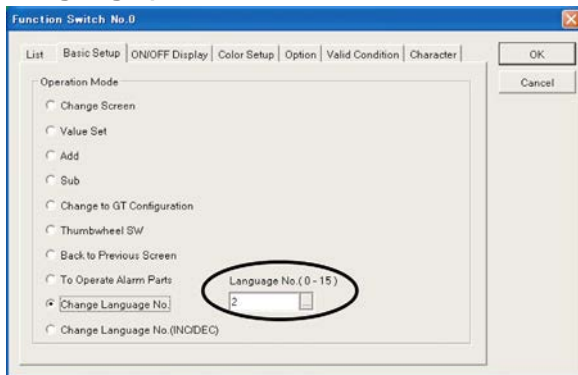 Function Switch No.0
List Basic Setup ON/OFF Display Color Setup Option Valid Condition Character
OK
Cancel
Operation Mode
Change Screen
Value Set
Add
Sub
Change to GT Configuration
Thumbwheel SW
Back to Previous Screen
To Operate Alarm Parts
Language No.( 0 - 15 )
Change Language No.
2
...
Change Language No.(INC/DEC)